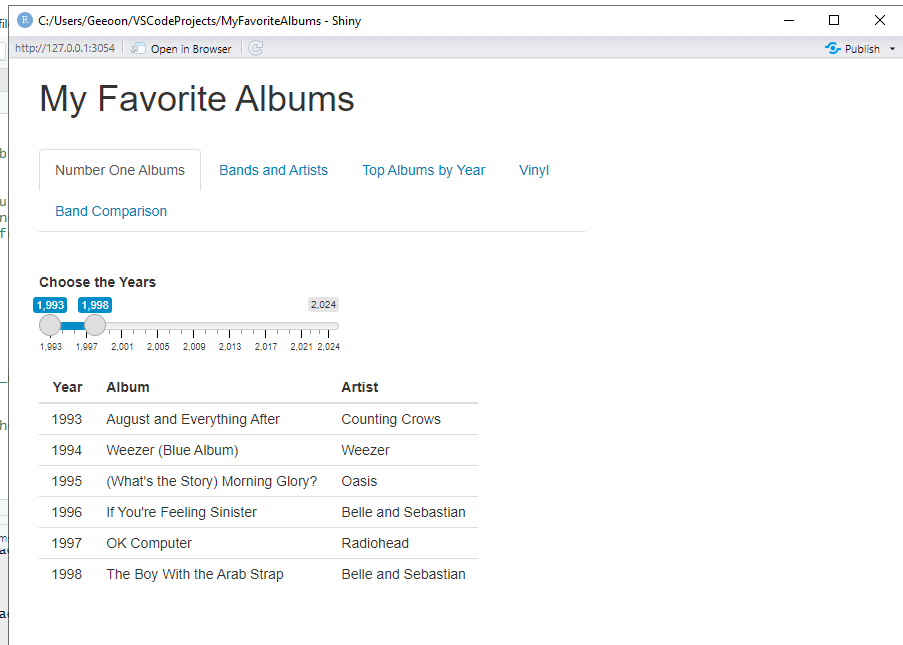 C:/Users/Geeoon/VSCodeProjects/MyFavoriteAlbums - Shiny
http://127.0.0.1:3054 Open in Browser Publish
My Favorite Albums
Number One Albums Bands and Artists Top Albums by Year Vinyl
Band Comparison
Choose the Years
1,993 1,998 2,024
1,993 1,997 2,001 2,005 2,009 2,013 2,017 2,021 2,024
Year Album Artist
1993 August and Everything After Counting Crows
1994 Weezer (Blue Album) Weezer
1995 (What's the Story) Morning Glory? Oasis
1996 If You're Feeling Sinister Belle and Sebastian
1997 OK Computer Radiohead
1998 The Boy With the Arab Strap Belle and Sebastian